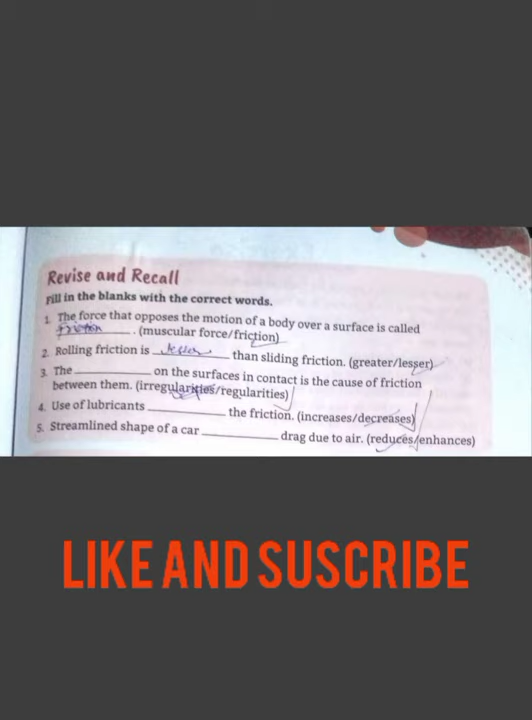 Revise and Recall
Fill in the blanks with the correct words.
1. The force that opposes the motion of a body over a surface is called
friction. (muscular force/friction)
2. Rolling friction is lesser than sliding friction. (greater/lesser)
3. The __________ on the surfaces in contact is the cause of friction
between them. (irregularities/regularities)
4. Use of lubricants __________ the friction. (increases/decreases)
5. Streamlined shape of a car __________ drag due to air. (reduces/enhances)
LIKE AND SUSCRIBE